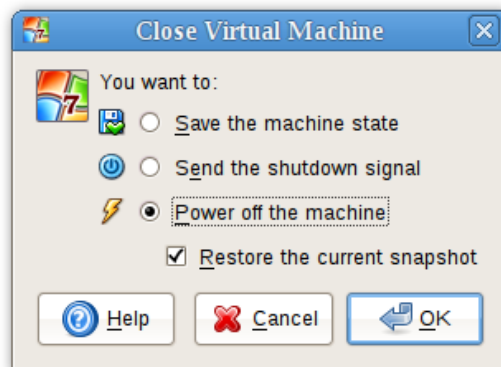 Close Virtual Machine
7
You want to:
Save the machine state
Send the shutdown signal
Power off the machine
Restore the current snapshot
Help
Cancel
OK